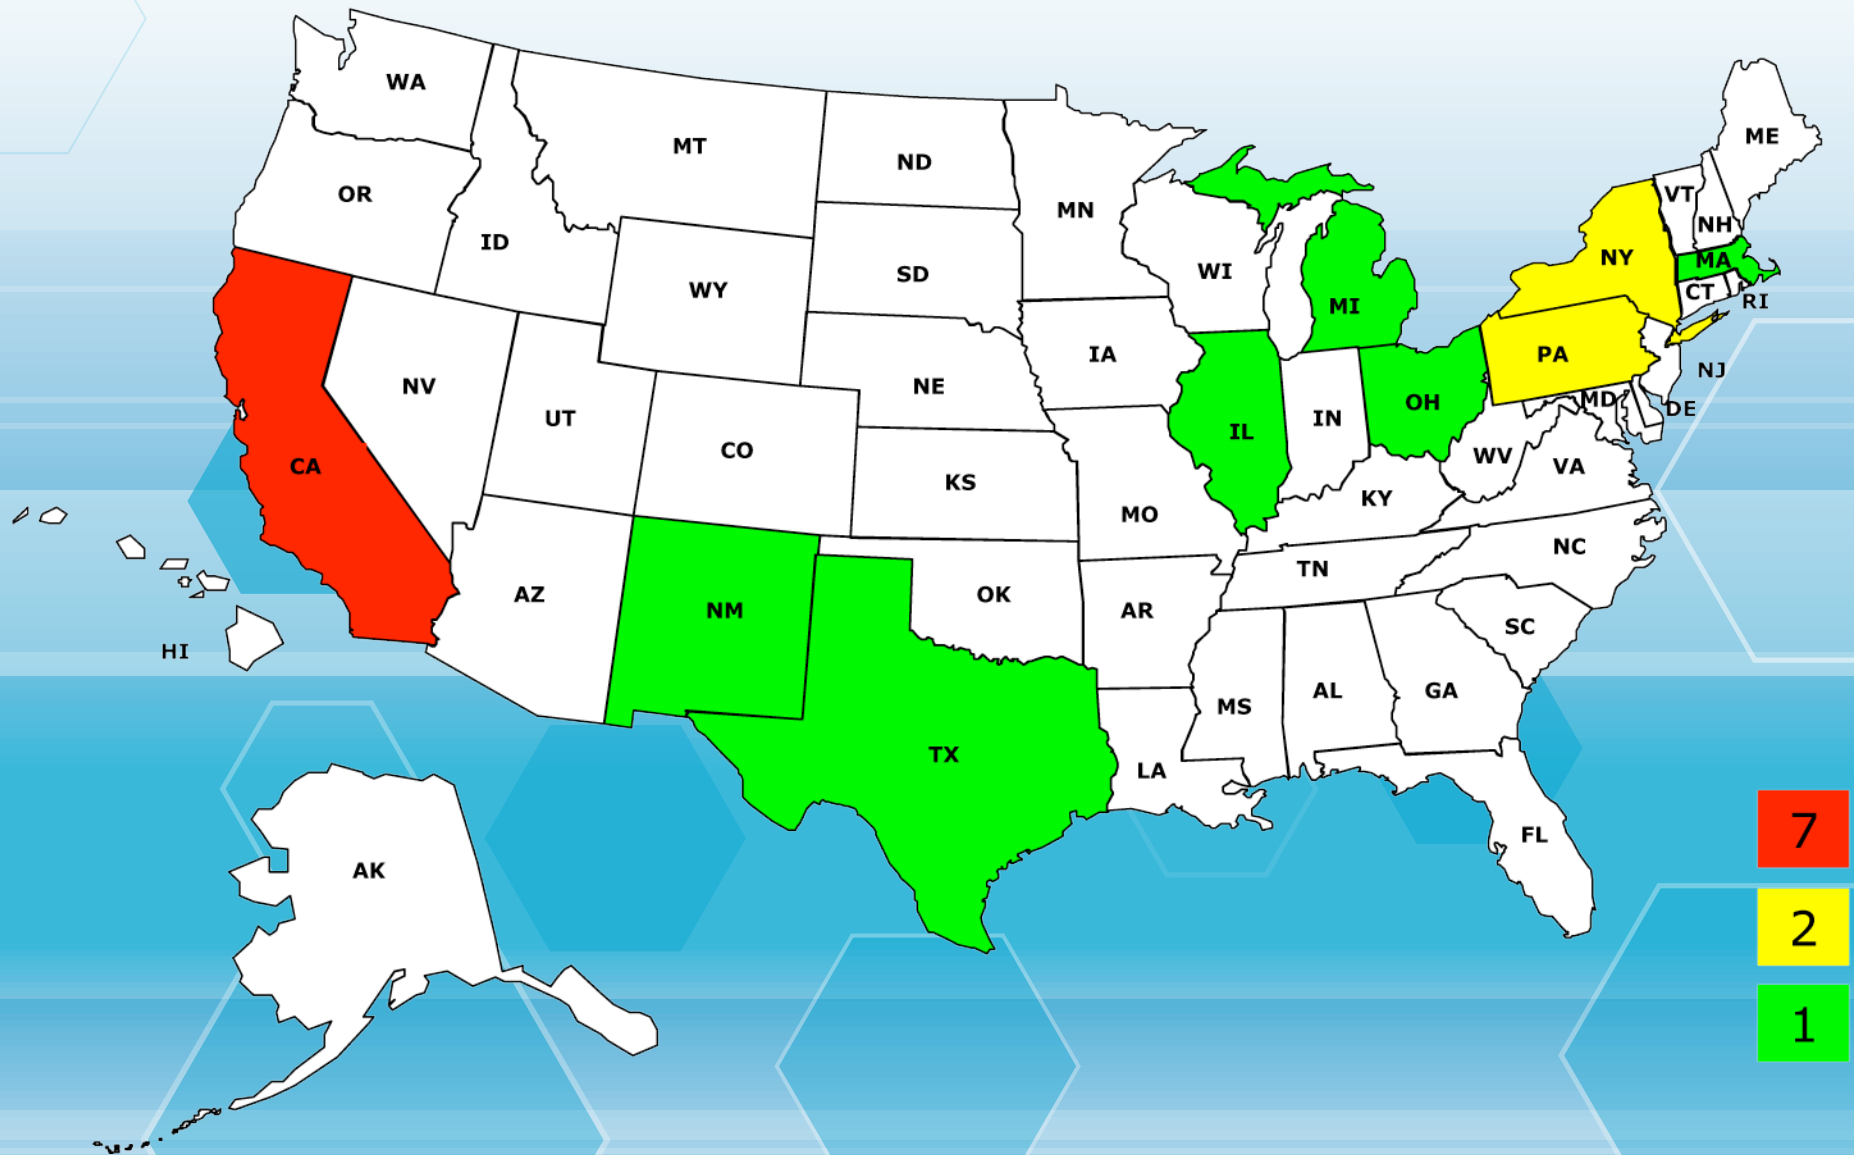 WA
MT
ND
MN
ME
OR
ID
SD
WI
VT
NH
WY
MI
NY
MA
CT
RI
NV
UT
NE
IA
PA
NJ
CO
KS
IL
IN
OH
MD
DE
CA
MO
KY
WV
VA
AZ
NM
OK
AR
TN
NC
HI
SC
TX
LA
MS
AL
GA
AK
FL
7
2
1